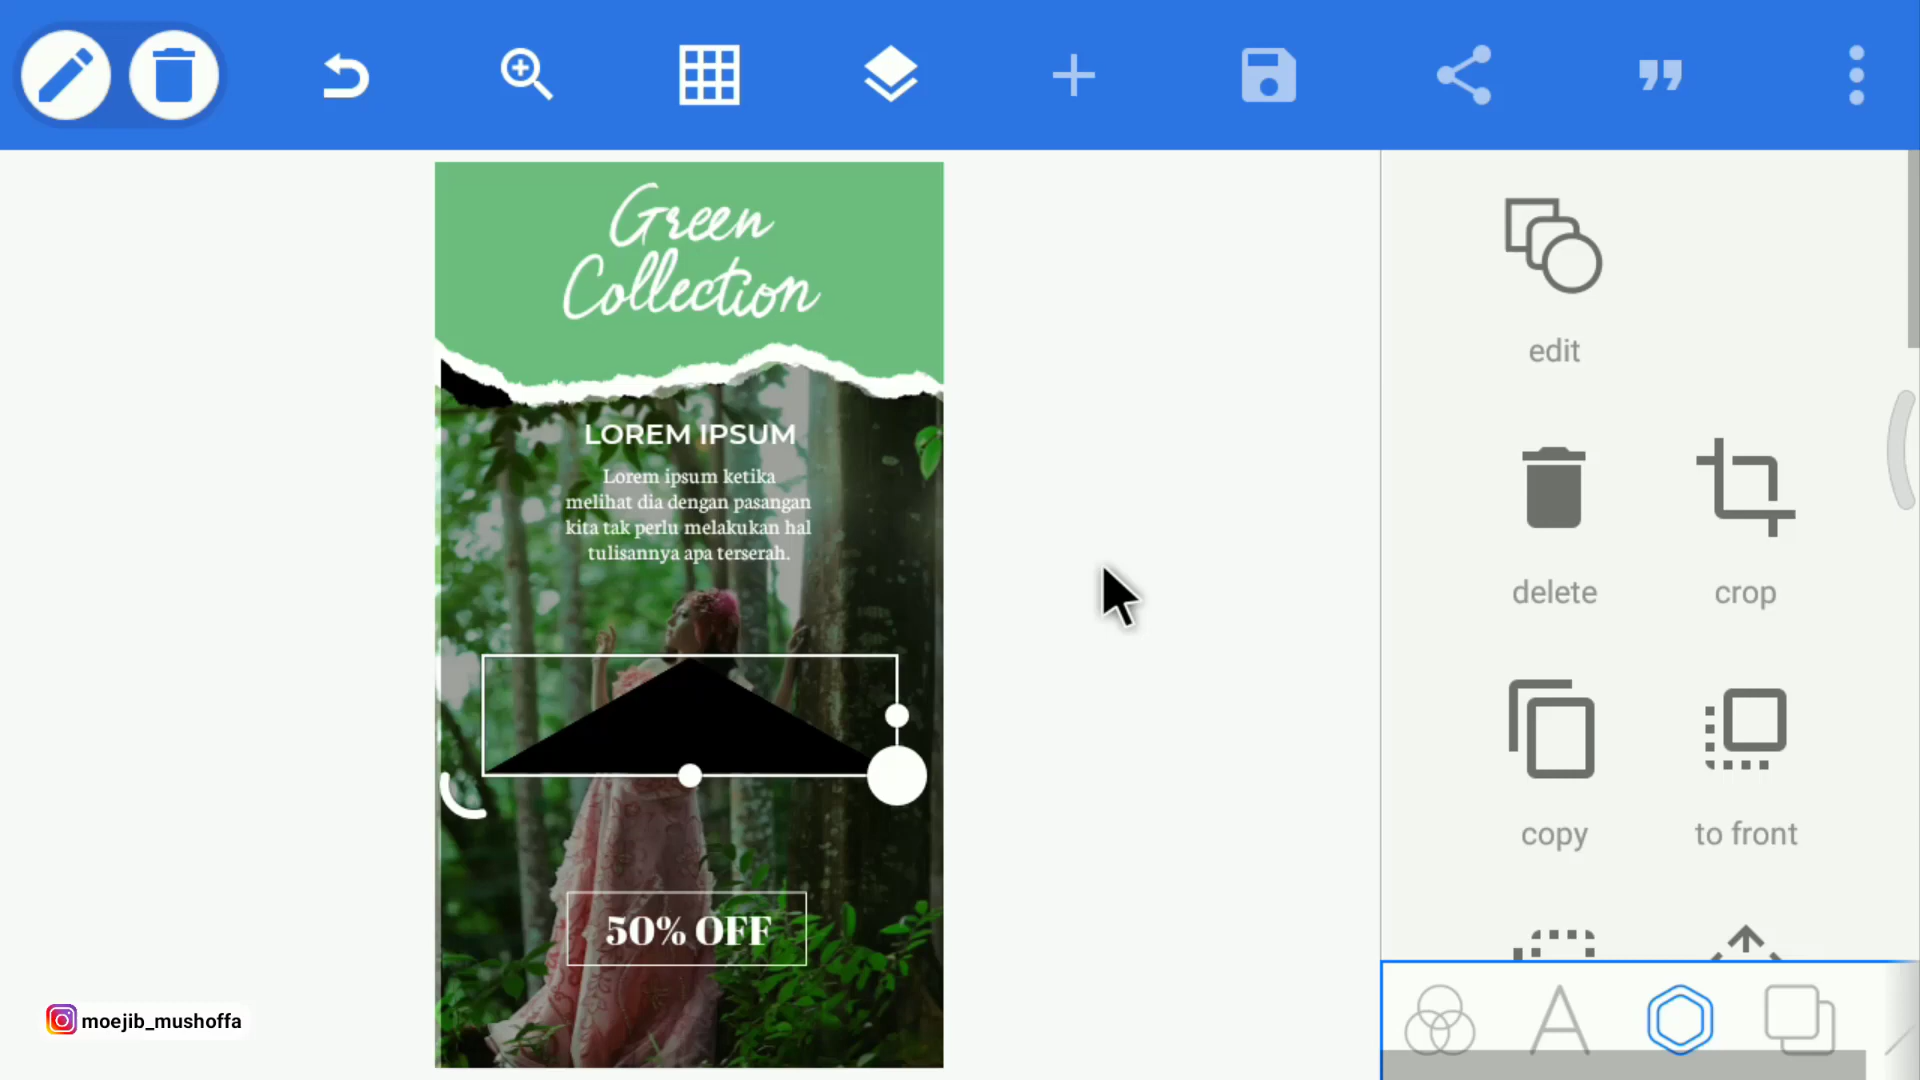 Green
Collection
LOREM IPSUM
Lorem ipsum ketika
melihat dia dengan pasangan
kita tak perlu melakukan hal
tulisannya apa terserah.
50% OFF
edit
delete
crop
copy
to front
moejib_mushoffa